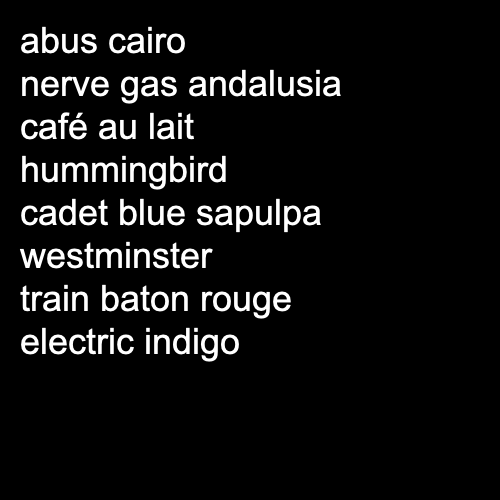 abus cairo
nerve gas andalusia
café au lait
hummingbird
cadet blue sapulpa
westminster
train baton rouge
electric indigo